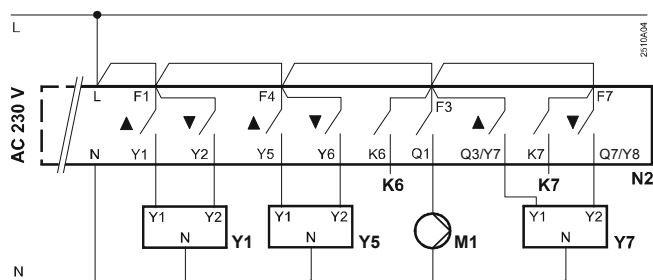 L
2510A04
AC 230 V
L F1 F4 F3 F7
N Y1 Y2 Y5 Y6 K6 Q1 Q3/Y7 K7 Q7/Y8
K6 K7 N2
Y1 Y2 Y1 Y2 Y1 Y2
N Y1 N Y5 M1 N Y7
N